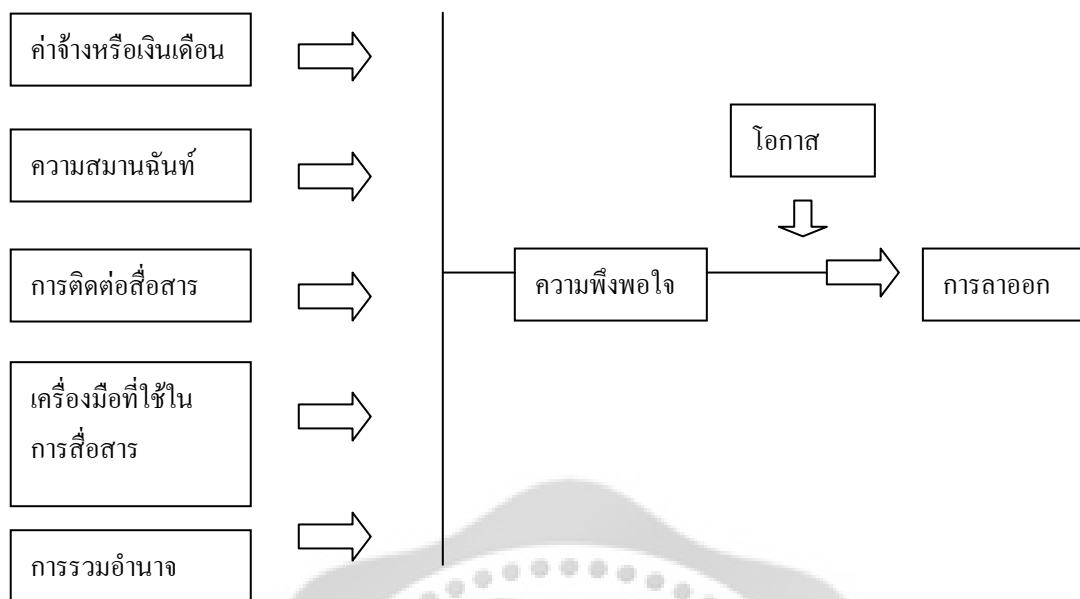 ค่าจ้างหรือเงินเดือน
ความสมานฉันท์
การติดต่อสื่อสาร
เครื่องมือที่ใช้ใน
การสื่อสาร
การรวมอำนาจ
ความพึงพอใจ
โอกาส
การลาออก